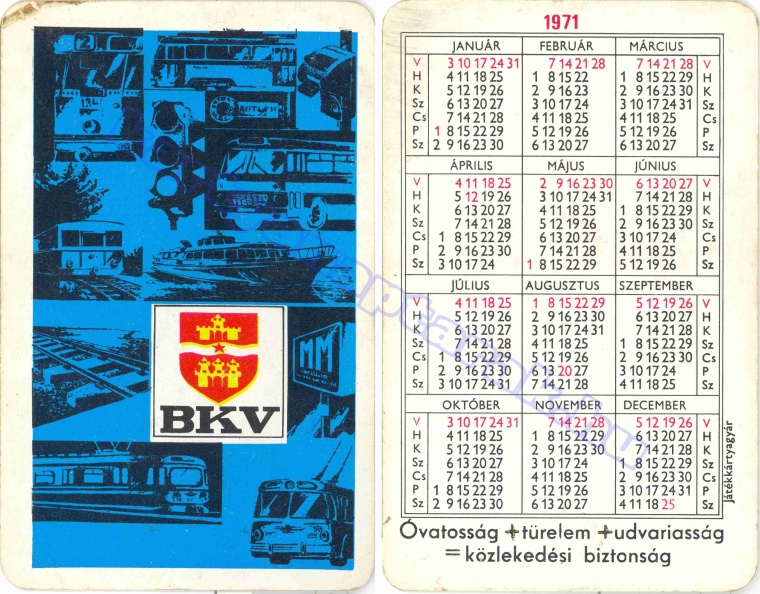 2
MM
BKV
1971
JANUÁR FEBRUÁR MÁRCIUS
V 3 10 17 24 31 7 14 21 28 7 14 21 28 V
H 4 11 18 25 1 8 15 22 1 8 15 22 29 H
K 5 12 19 26 2 9 16 23 2 9 16 23 30 K
Sz 6 13 20 27 3 10 17 24 3 10 17 24 31 Sz
Cs 7 14 21 28 4 11 18 25 4 11 18 25 Cs
P 1 8 15 22 29 5 12 19 26 5 12 19 26 P
Sz 2 9 16 23 30 6 13 20 27 6 13 20 27 Sz
ÁPRILIS MÁJUS JÚNIUS
V 4 11 18 25 2 9 16 23 30 6 13 20 27 V
H 5 12 19 26 3 10 17 24 31 7 14 21 28 H
K 6 13 20 27 4 11 18 25 1 8 15 22 29 K
Sz 7 14 21 28 5 12 19 26 2 9 16 23 30 Sz
Cs 1 8 15 22 29 6 13 20 27 3 10 17 24 Cs
P 2 9 16 23 30 7 14 21 28 4 11 18 25 P
Sz 3 10 17 24 1 8 15 22 29 5 12 19 26 Sz
JÚLIUS AUGUSZTUS SZEPTEMBER
V 4 11 18 25 1 8 15 22 29 5 12 19 26 V
H 5 12 19 26 2 9 16 23 30 6 13 20 27 H
K 6 13 20 27 3 10 17 24 31 7 14 21 28 K
Sz 7 14 21 28 4 11 18 25 1 8 15 22 29 Sz
Cs 1 8 15 22 29 5 12 19 26 2 9 16 23 30 Cs
P 2 9 16 23 30 6 13 20 27 3 10 17 24 P
Sz 3 10 17 24 31 7 14 21 28 4 11 18 25 Sz
OKTÓBER NOVEMBER DECEMBER
V 3 10 17 24 31 7 14 21 28 5 12 19 26 V
H 4 11 18 25 1 8 15 22 29 6 13 20 27 H
K 5 12 19 26 2 9 16 23 30 7 14 21 28 K
Sz 6 13 20 27 3 10 17 24 1 8 15 22 29 Sz
Cs 7 14 21 28 4 11 18 25 2 9 16 23 30 Cs
P 1 8 15 22 29 5 12 19 26 3 10 17 24 31 P
Sz 2 9 16 23 30 6 13 20 27 4 11 18 25 Sz
játékkártyagyár
Óvatosság + türelem + udvariasság
= közlekedési biztonság